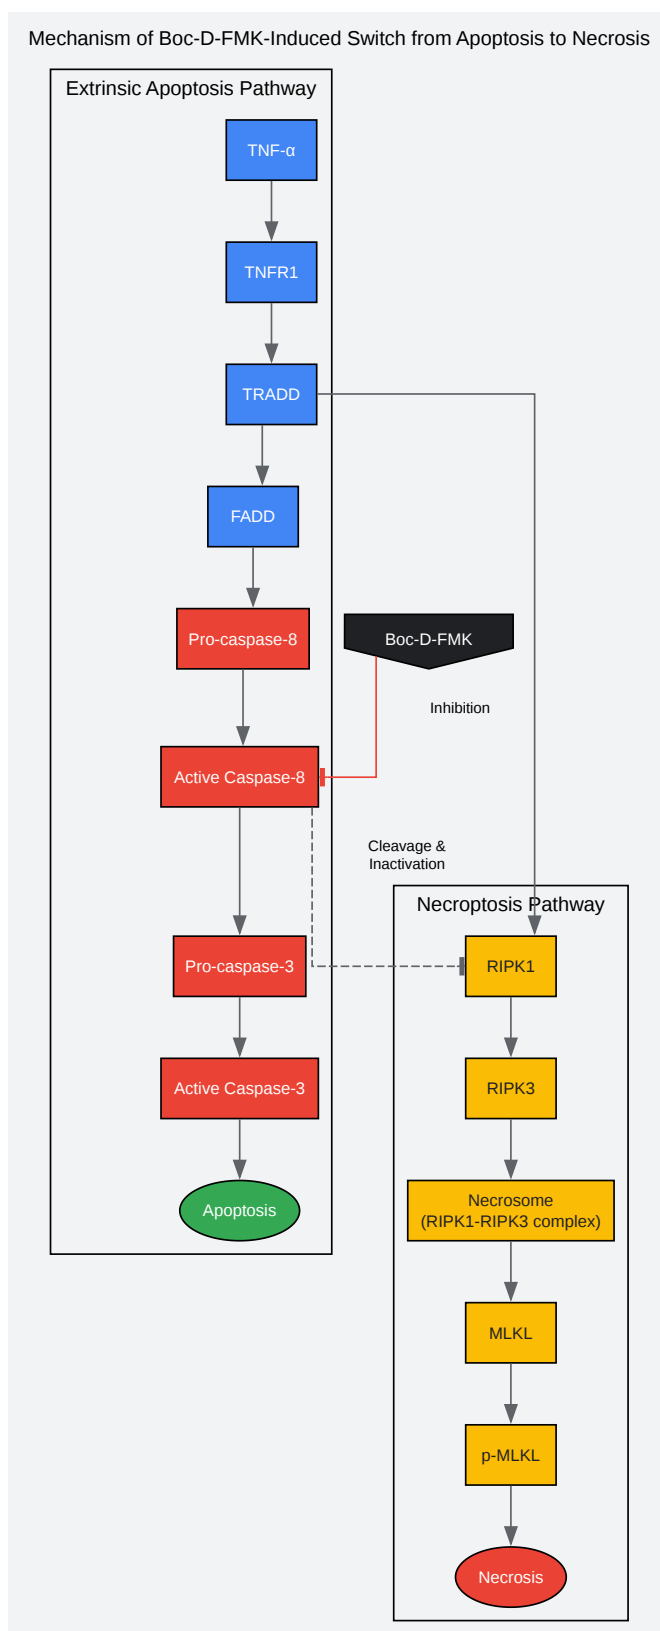 Mechanism of Boc-D-FMK-Induced Switch from Apoptosis to Necrosis
Extrinsic Apoptosis Pathway
TNF-α
TNFR1
TRADD
FADD
Pro-caspase-8
Boc-D-FMK
Inhibition
Active Caspase-8
Cleavage &
Inactivation
Necroptosis Pathway
Pro-caspase-3
RIPK1
Active Caspase-3
RIPK3
Apoptosis
Necrosome
(RIPK1-RIPK3 complex)
MLKL
p-MLKL
Necrosis